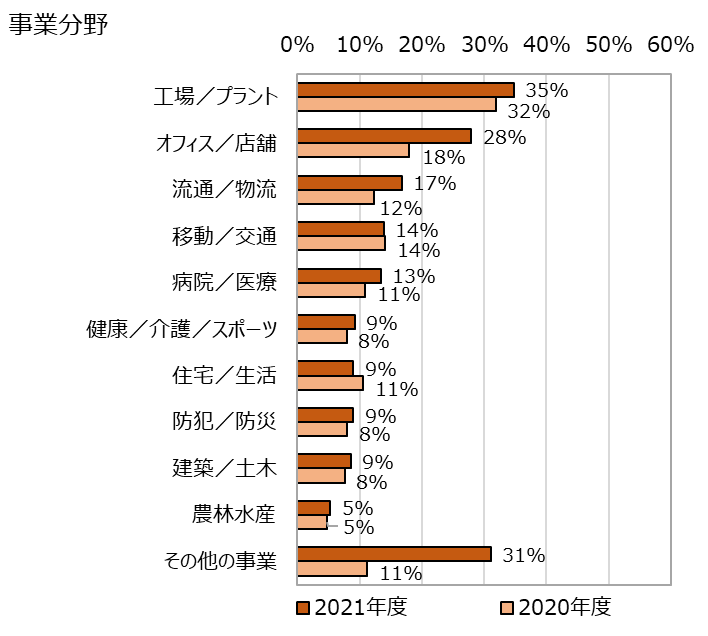 事業分野
0% 10% 20% 30% 40% 50% 60%
工場／プラント 35%
32%
オフィス／店舗 28%
18%
流通／物流 17%
12%
移動／交通 14%
14%
病院／医療 13%
11%
健康／介護／スポーツ 9%
8%
住宅／生活 9%
11%
防犯／防災 9%
8%
建築／土木 9%
8%
農林水産 5%
5%
その他の事業 31%
11%
2021年度 2020年度